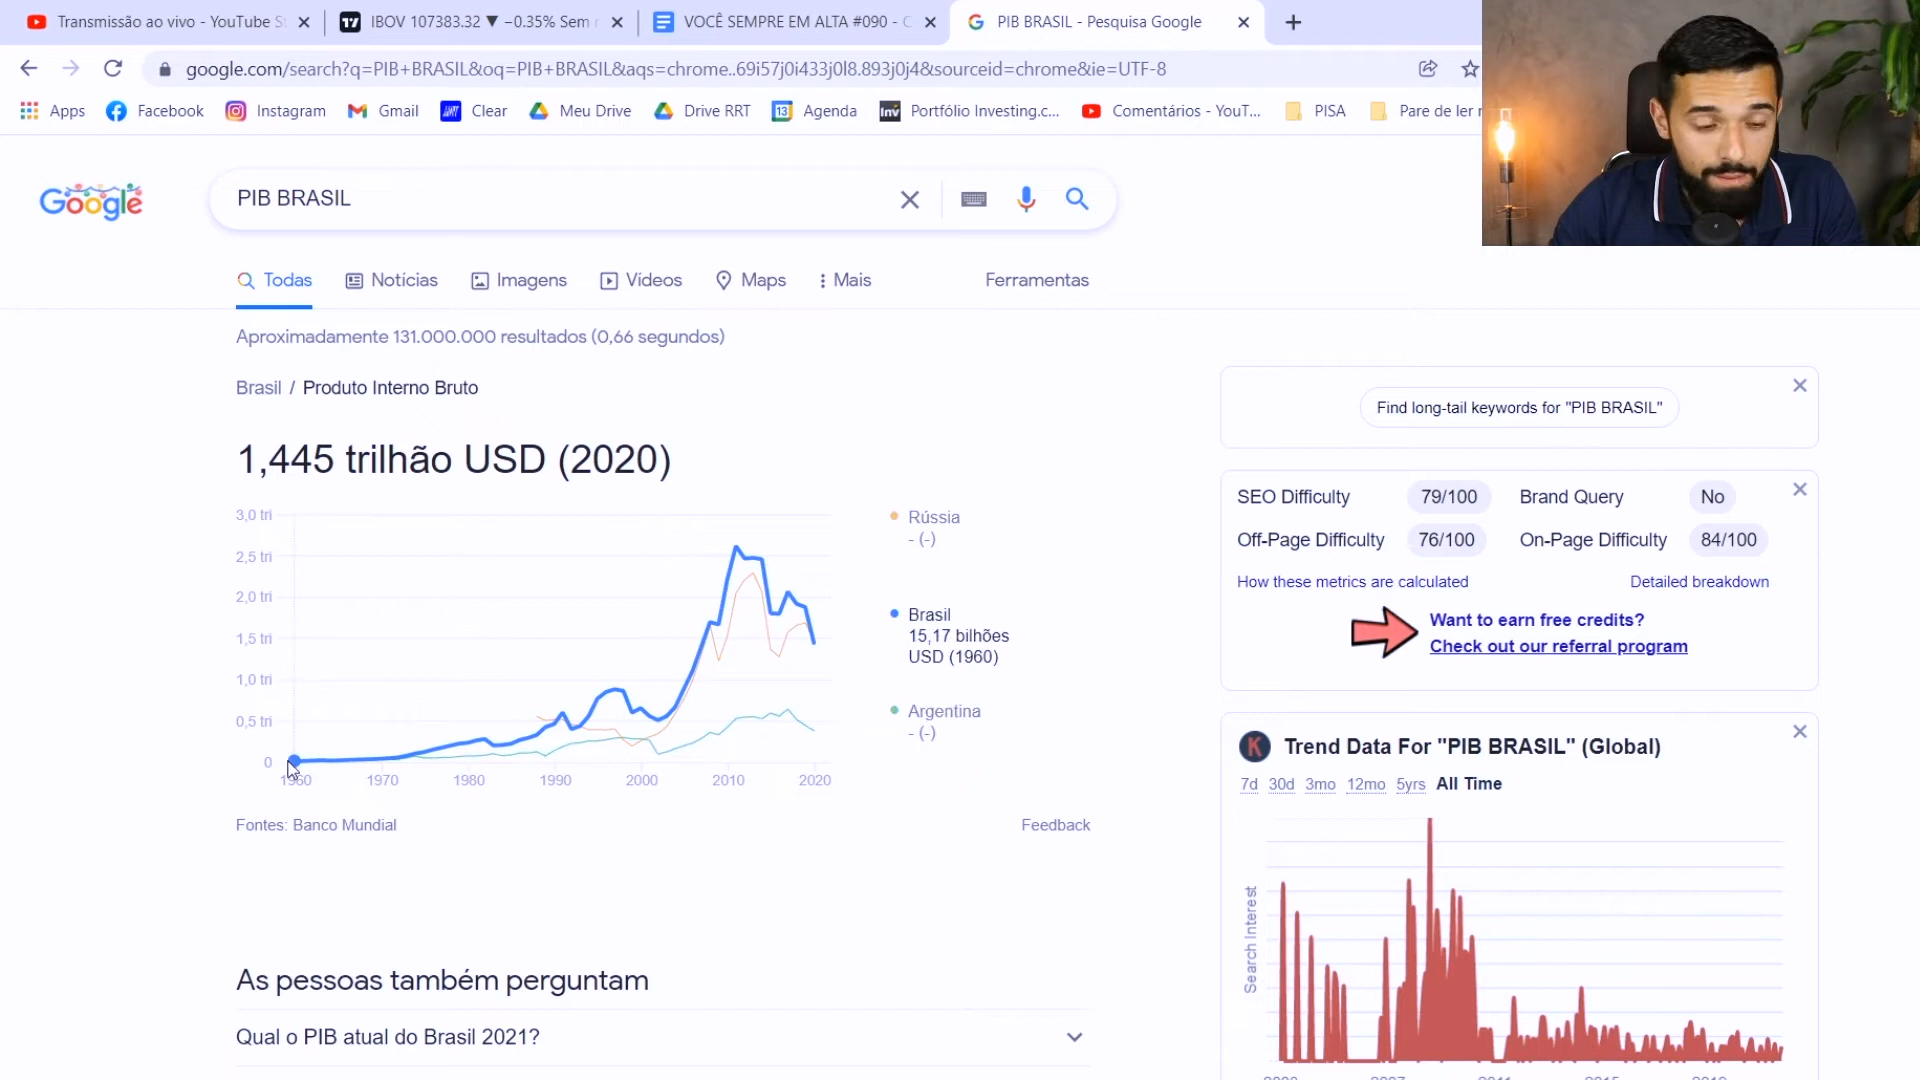 Transmissão ao vivo - YouTube S
IBOV 107383.32 ▼ −0.35% Sem
VOCÊ SEMPRE EM ALTA #090 -
PIB BRASIL - Pesquisa Google
google.com/search?q=PIB+BRASIL&oq=PIB+BRASIL&aqs=chrome..69i57j0i433j0l8.893j0j4&sourceid=chrome&ie=UTF-8
Apps
Facebook
Instagram
Gmail
Clear
Meu Drive
Drive RRT
13
Agenda
Inv
Portfólio Investing.c...
Comentários - YouT...
PISA
Pare de ler
Google
PIB BRASIL
Todas
Notícias
Imagens
Vídeos
Maps
Mais
Ferramentas
Aproximadamente 131.000.000 resultados (0,66 segundos)
Brasil / Produto Interno Bruto
1,445 trilhão USD (2020)
3,0 tri
2,5 tri
2,0 tri
1,5 tri
1,0 tri
0,5 tri
0
1960
1970
1980
1990
2000
2010
2020
Rússia
- (-)
Brasil
15,17 bilhões
USD (1960)
Argentina
- (-)
Fontes: Banco Mundial
Feedback
As pessoas também perguntam
Qual o PIB atual do Brasil 2021?
Find long-tail keywords for "PIB BRASIL"
SEO Difficulty 79/100 Brand Query No
Off-Page Difficulty 76/100 On-Page Difficulty 84/100
How these metrics are calculated
Detailed breakdown
Want to earn free credits?
Check out our referral program
K
Trend Data For "PIB BRASIL" (Global)
7d 30d 3mo 12mo 5yrs All Time
Search Interest